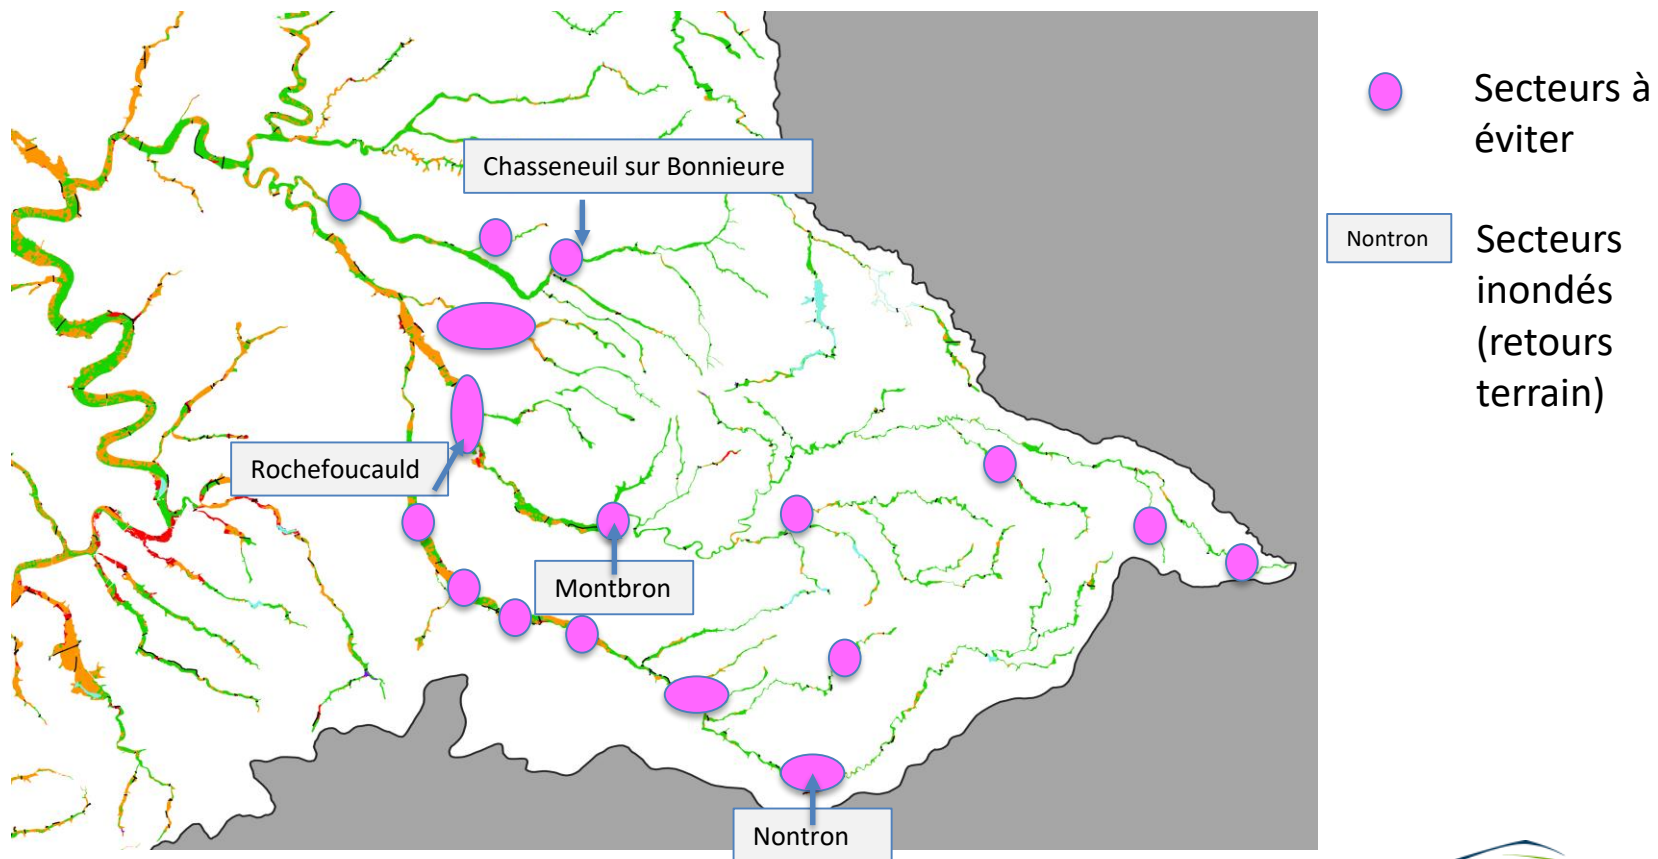 Secteurs à
éviter
Chasseneuil sur Bonnieure
Nontron
Secteurs
inondés
(retours
terrain)
Rochefoucauld
Montbron
Nontron